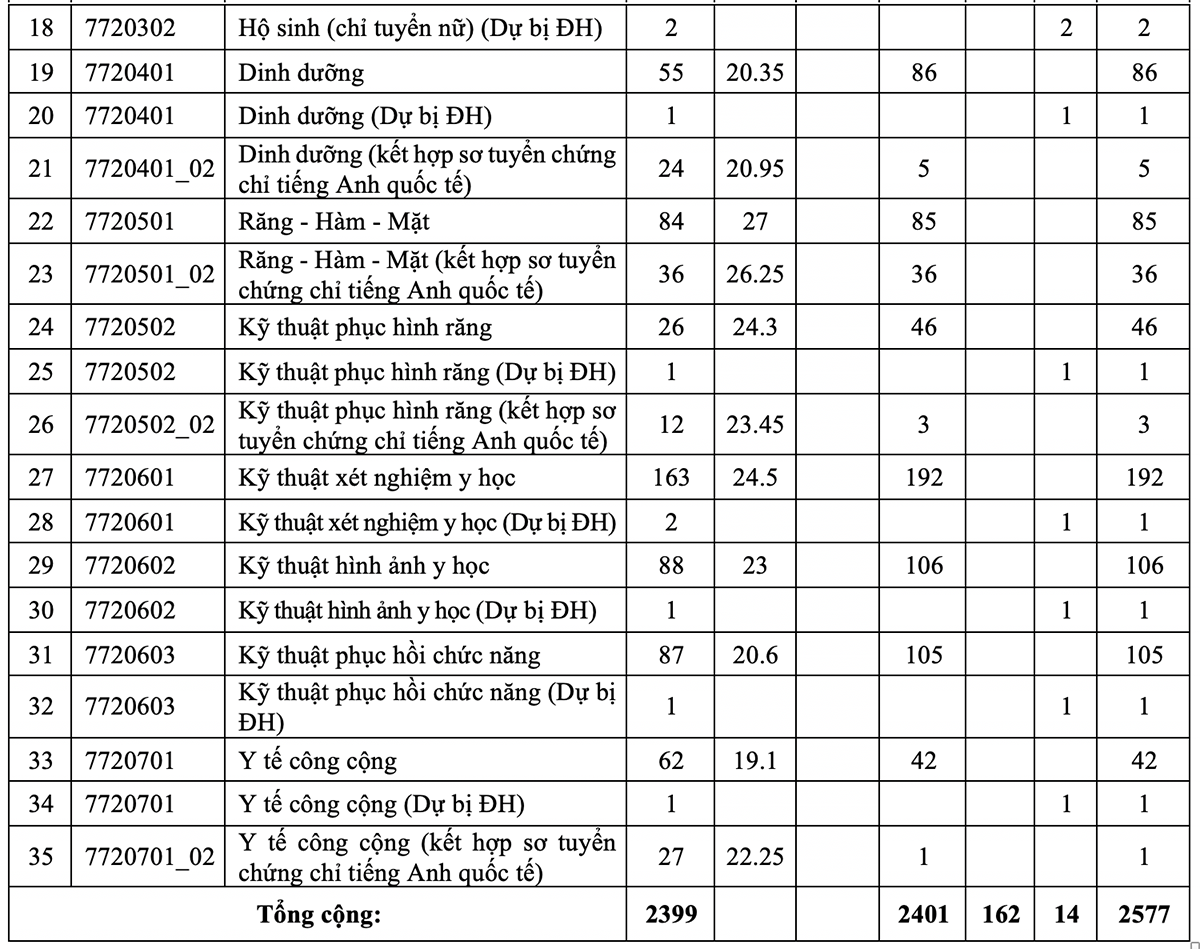 18 7720302 Hộ sinh (chỉ tuyển nữ) (Dự bị ĐH) 2 2 2
19 7720401 Dinh dưỡng 55 20.35 86 86
20 7720401 Dinh dưỡng (Dự bị ĐH) 1 1 1
21 7720401_02 Dinh dưỡng (kết hợp sơ tuyển chứng
chỉ tiếng Anh quốc tế) 24 20.95 5 5
22 7720501 Răng - Hàm - Mặt 84 27 85 85
23 7720501_02 Răng - Hàm - Mặt (kết hợp sơ tuyển
chứng chỉ tiếng Anh quốc tế) 36 26.25 36 36
24 7720502 Kỹ thuật phục hình răng 26 24.3 46 46
25 7720502 Kỹ thuật phục hình răng (Dự bị ĐH) 1 1 1
26 7720502_02 Kỹ thuật phục hình răng (kết hợp sơ
tuyển chứng chỉ tiếng Anh quốc tế) 12 23.45 3 3
27 7720601 Kỹ thuật xét nghiệm y học 163 24.5 192 192
28 7720601 Kỹ thuật xét nghiệm y học (Dự bị ĐH) 2 1 1
29 7720602 Kỹ thuật hình ảnh y học 88 23 106 106
30 7720602 Kỹ thuật hình ảnh y học (Dự bị ĐH) 1 1 1
31 7720603 Kỹ thuật phục hồi chức năng 87 20.6 105 105
32 7720603 Kỹ thuật phục hồi chức năng (Dự bị
ĐH) 1 1 1
33 7720701 Y tế công cộng 62 19.1 42 42
34 7720701 Y tế công cộng (Dự bị ĐH) 1 1 1
35 7720701_02 Y tế công cộng (kết hợp sơ tuyển
chứng chỉ tiếng Anh quốc tế) 27 22.25 1 1
Tổng cộng: 2399 2401 162 14 2577